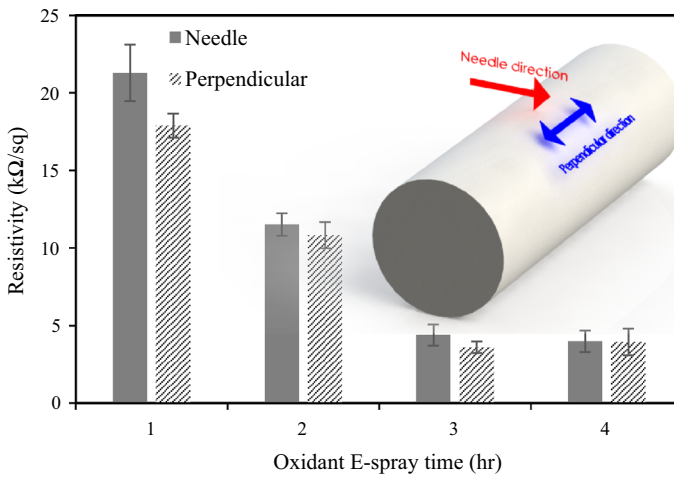 25
20
15
10
5
0
Resistivity (kΩ/sq)
Needle
Perpendicular
Needle direction
Perpendicular direction
1
2
3
4
Oxidant E-spray time (hr)